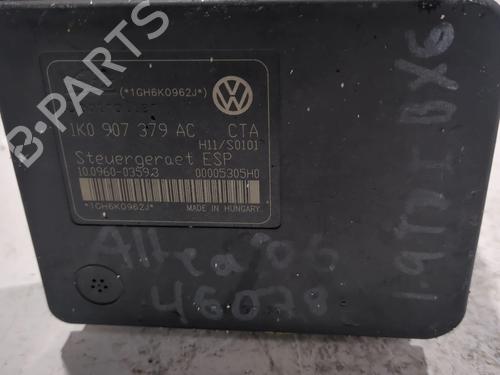 (*1GH6K0962J*)
1K0 907 379 AC CTA
H11/S0101
Steuergeraet ESP
10.0960-0359.3 00005305H0
*1GH6K0962J* MADE IN HUNGARY
Altea 06
46078
1.9TDI BXE